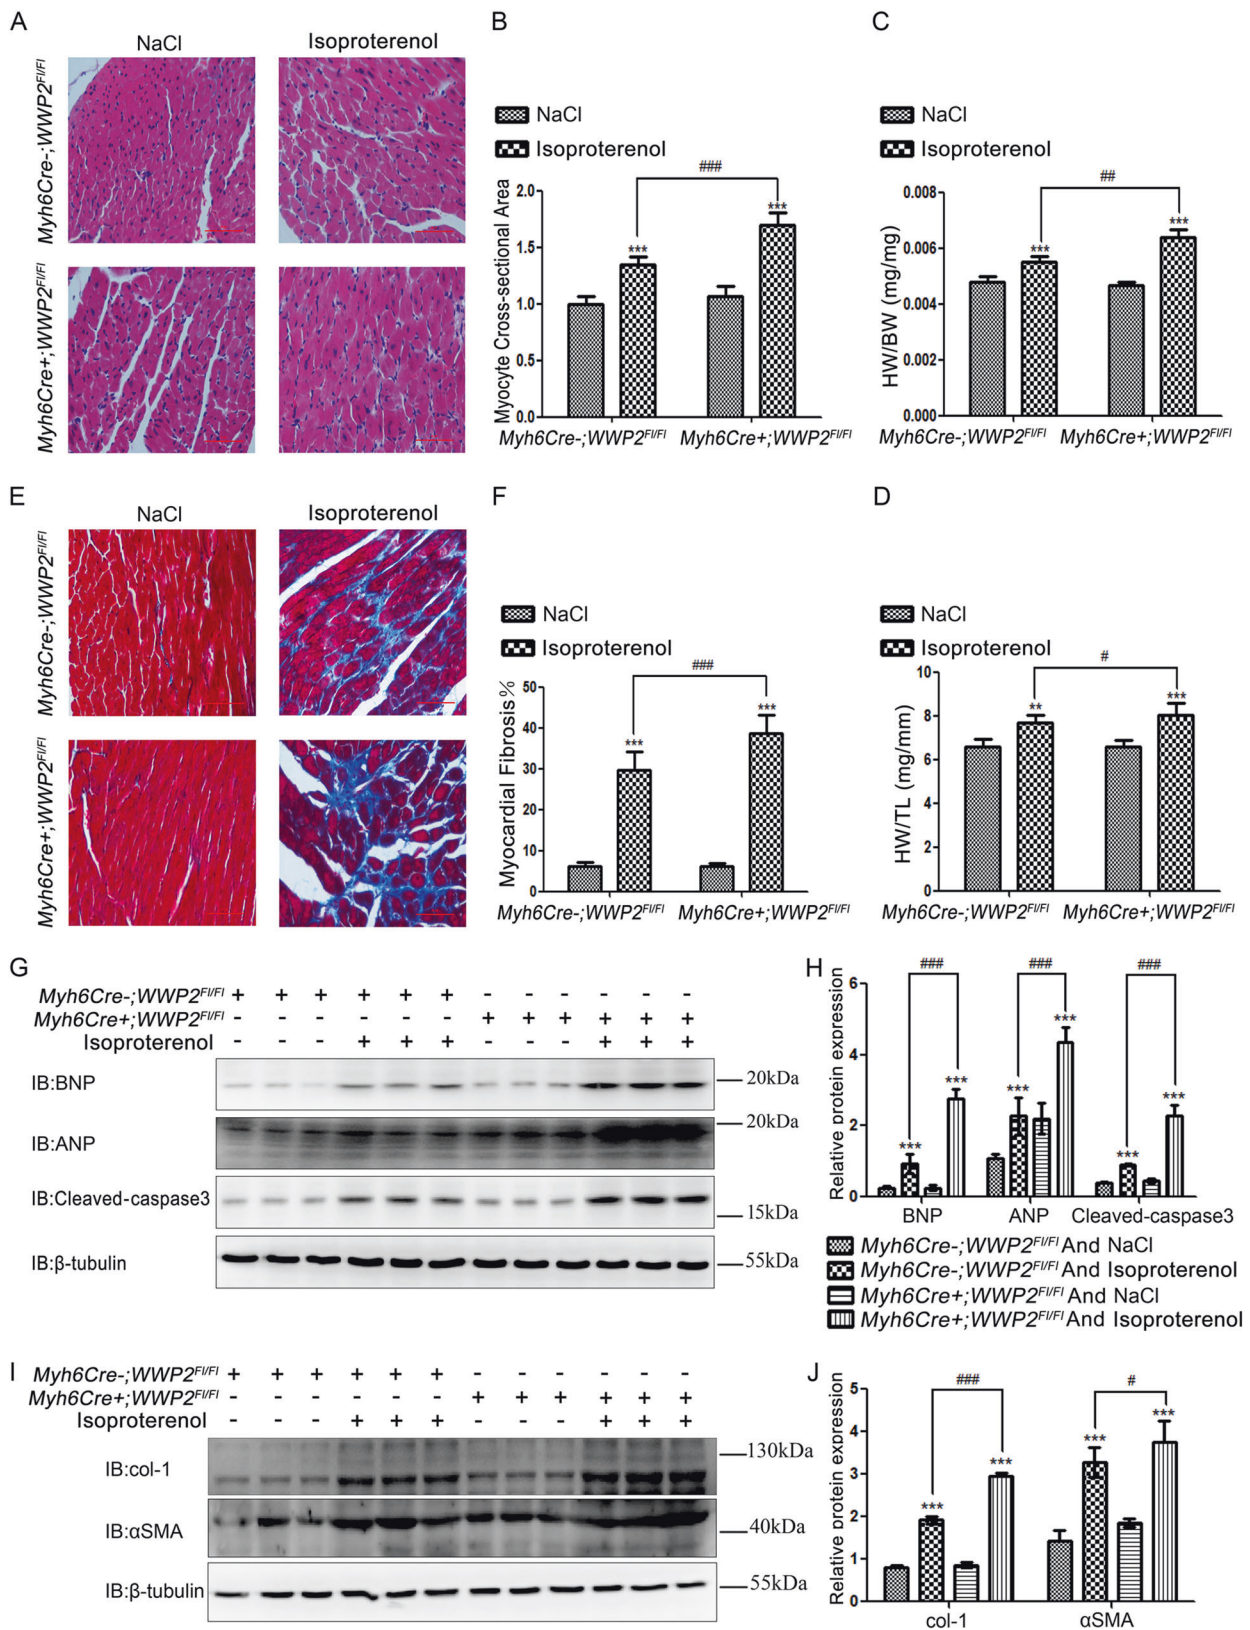 A
NaCl
Isoproterenol
Myh6Cre-;WWP2Fl/Fl
Myh6Cre+;WWP2Fl/Fl
B
NaCl
Isoproterenol
###
Myocyte Cross-sectional Area
2.0
1.5
1.0
0.5
0.0
***
***
Myh6Cre-;WWP2Fl/Fl
Myh6Cre+;WWP2Fl/Fl
C
NaCl
Isoproterenol
##
HW/BW (mg/mg)
0.008
0.006
0.004
0.002
0.000
***
***
Myh6Cre-;WWP2Fl/Fl
Myh6Cre+;WWP2Fl/Fl
E
NaCl
Isoproterenol
Myh6Cre-;WWP2Fl/Fl
Myh6Cre+;WWP2Fl/Fl
F
NaCl
Isoproterenol
###
Myocardial Fibrosis%
50
40
30
20
10
0
***
***
Myh6Cre-;WWP2Fl/Fl
Myh6Cre+;WWP2Fl/Fl
D
NaCl
Isoproterenol
#
HW/TL (mg/mm)
10
8
6
4
2
0
**
***
Myh6Cre-;WWP2Fl/Fl
Myh6Cre+;WWP2Fl/Fl
G
Myh6Cre-;WWP2Fl/Fl + + + + + + - - - - - -
Myh6Cre+;WWP2Fl/Fl - - - - - - + + + + + +
Isoproterenol - - - + + + - - - + + +
IB:BNP 20kDa
IB:ANP 20kDa
IB:Cleaved-caspase3 15kDa
IB:β-tubulin 55kDa
H
Relative protein expression
6
4
2
0
### ### ###
*** *** *** *** *** ***
BNP ANP Cleaved-caspase3
Myh6Cre-;WWP2Fl/Fl And NaCl
Myh6Cre-;WWP2Fl/Fl And Isoproterenol
Myh6Cre+;WWP2Fl/Fl And NaCl
Myh6Cre+;WWP2Fl/Fl And Isoproterenol
I
Myh6Cre-;WWP2Fl/Fl + + + + + + - - - - - -
Myh6Cre+;WWP2Fl/Fl - - - - - - + + + + + +
Isoproterenol - - - + + + - - - + + +
IB:col-1 130kDa
IB:αSMA 40kDa
IB:β-tubulin 55kDa
J
Relative protein expression
5
4
3
2
1
0
### #
*** *** *** ***
col-1 αSMA